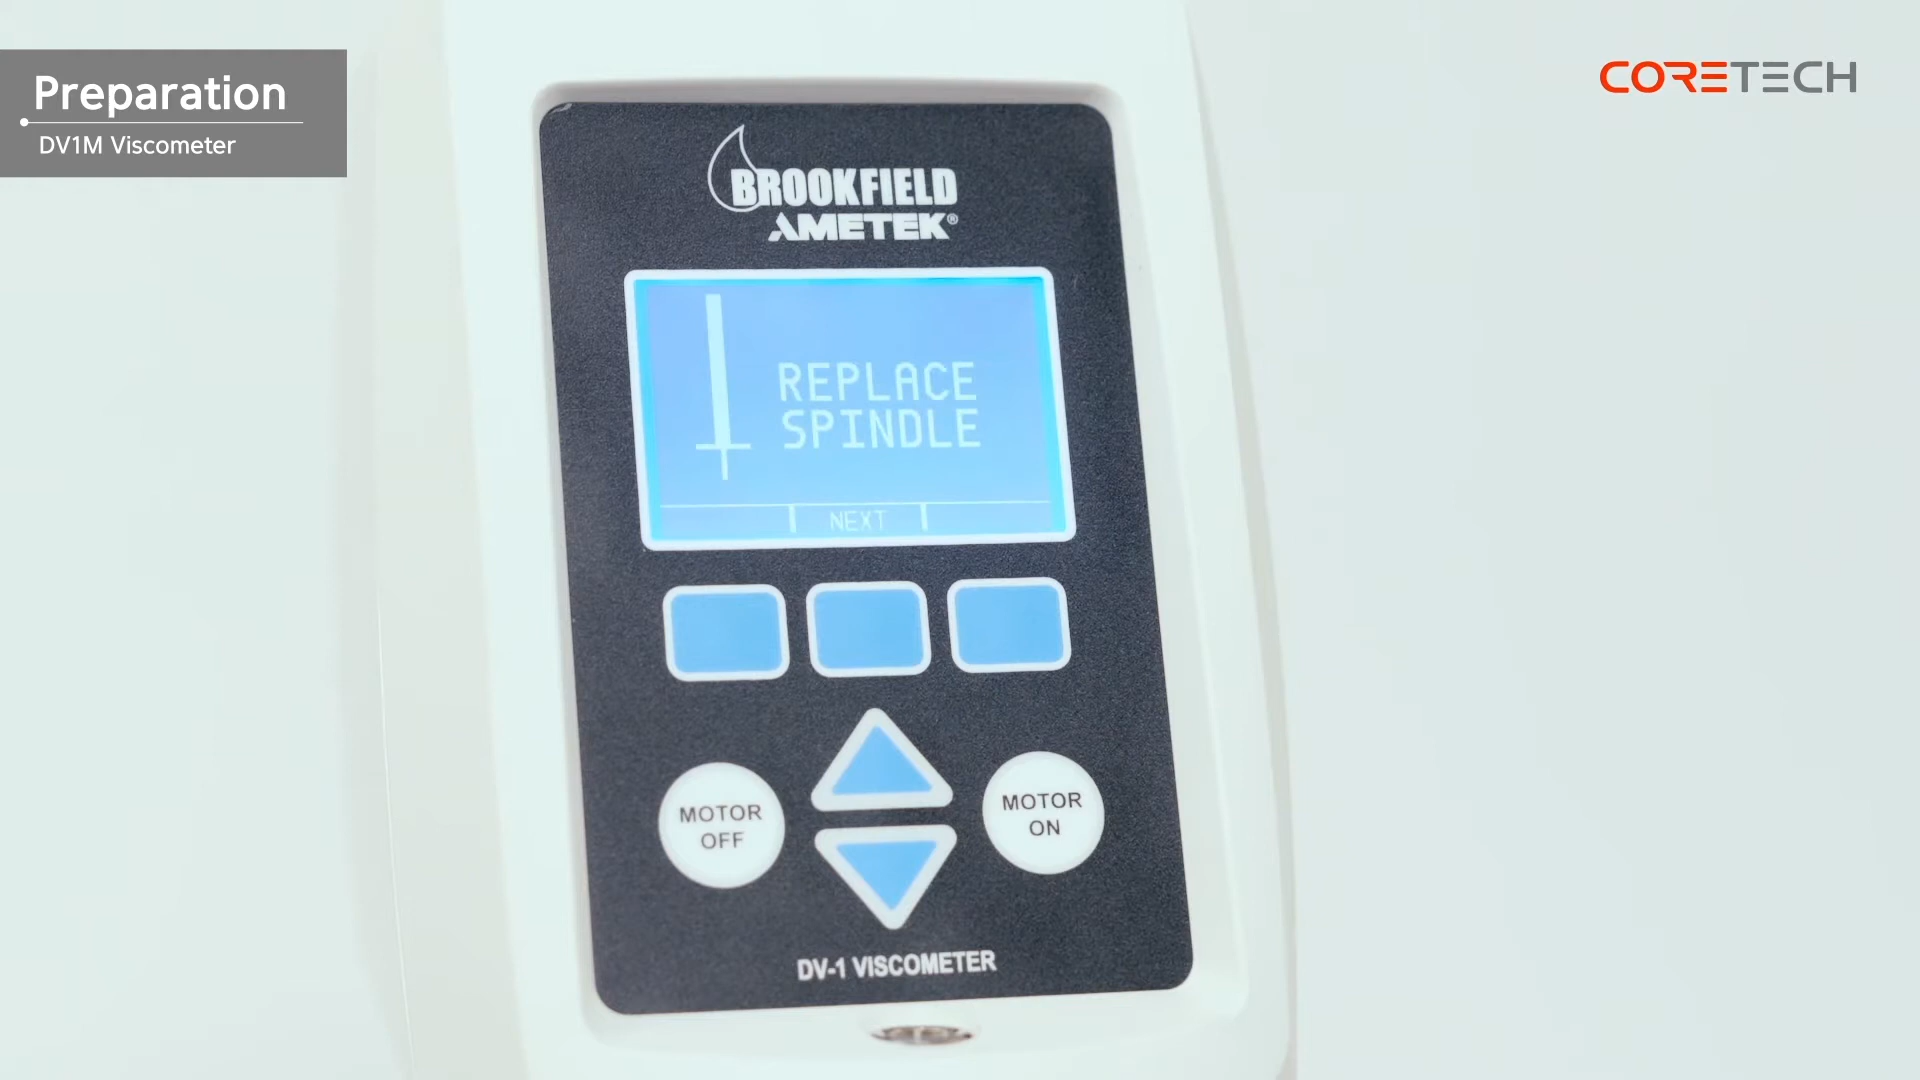 Preparation
DV1M Viscometer
CORETECH
BROOKFIELD
AMETEK®
REPLACE
SPINDLE
NEXT
MOTOR
OFF
MOTOR
ON
DV-1 VISCOMETER